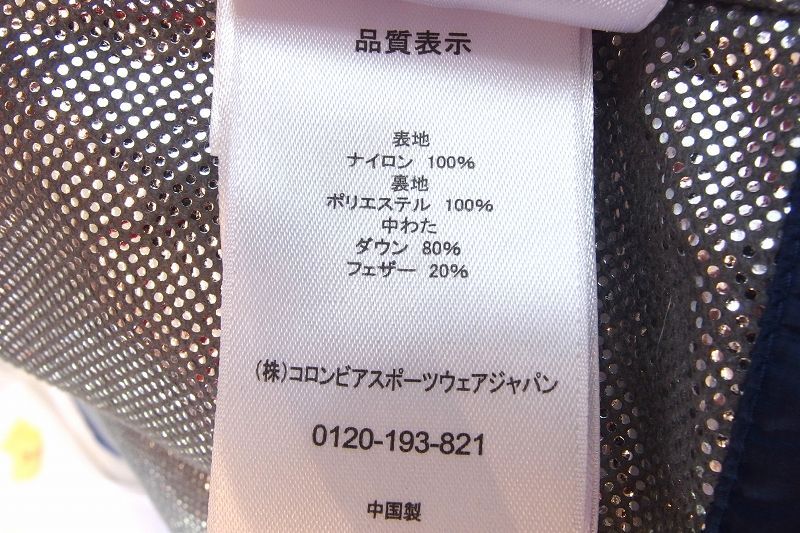 品質表示
表地
ナイロン 100%
裏地
ポリエステル 100%
中わた
ダウン 80%
フェザー 20%
(株)コロンビアスポーツウェアジャパン
0120-193-821
中国製